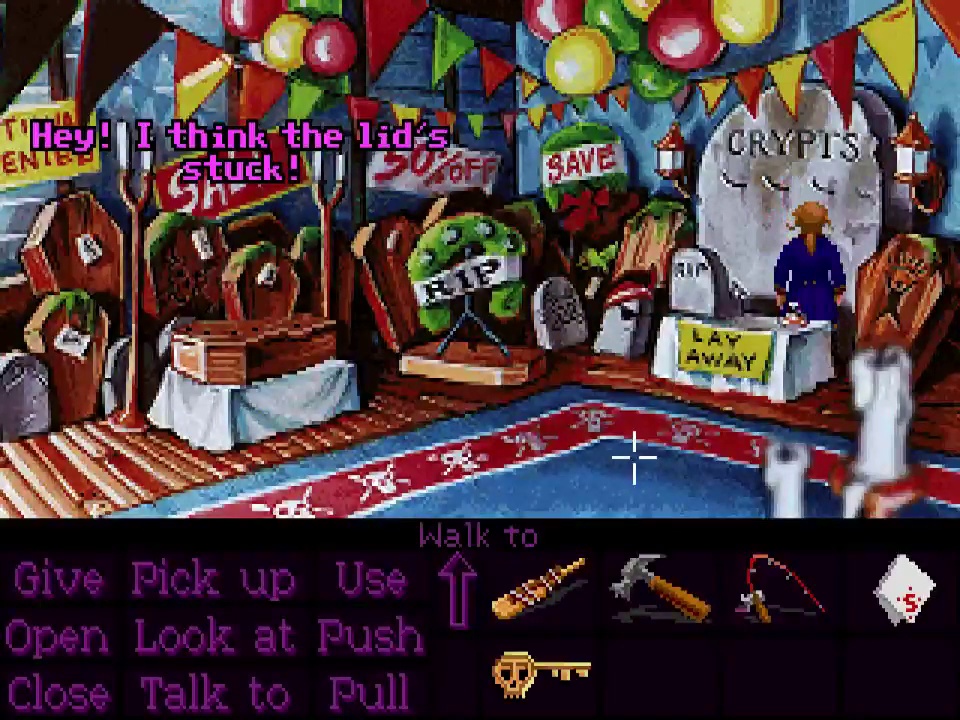 Hey! I think the lid's
stuck!
SALE
50% OFF
SAVE
CRYPTS
RIP
RIP
LAY
AWAY
Walk to
Give Pick up Use
Open Look at Push
Close Talk to Pull
S